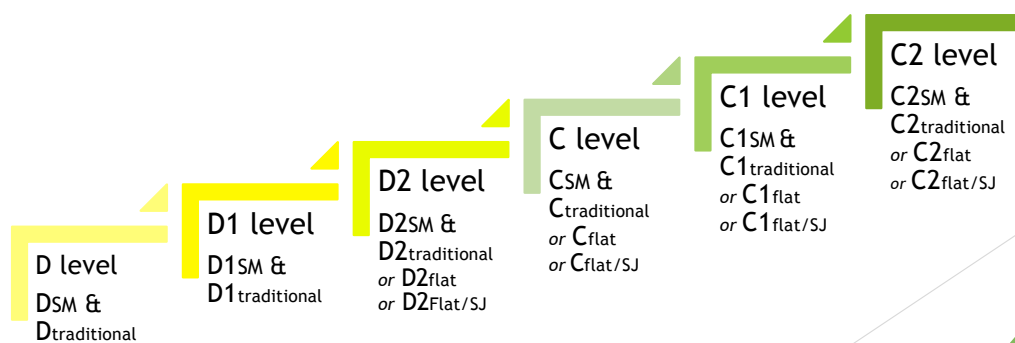 D level
DSM &
Dtraditional
D1 level
D1SM &
D1traditional
D2 level
D2SM &
D2traditional
or D2flat
or D2Flat/SJ
C level
CSM &
Ctraditional
or Cflat
or Cflat/SJ
C1 level
C1SM &
C1traditional
or C1flat
or C1flat/SJ
C2 level
C2SM &
C2traditional
or C2flat
or C2flat/SJ